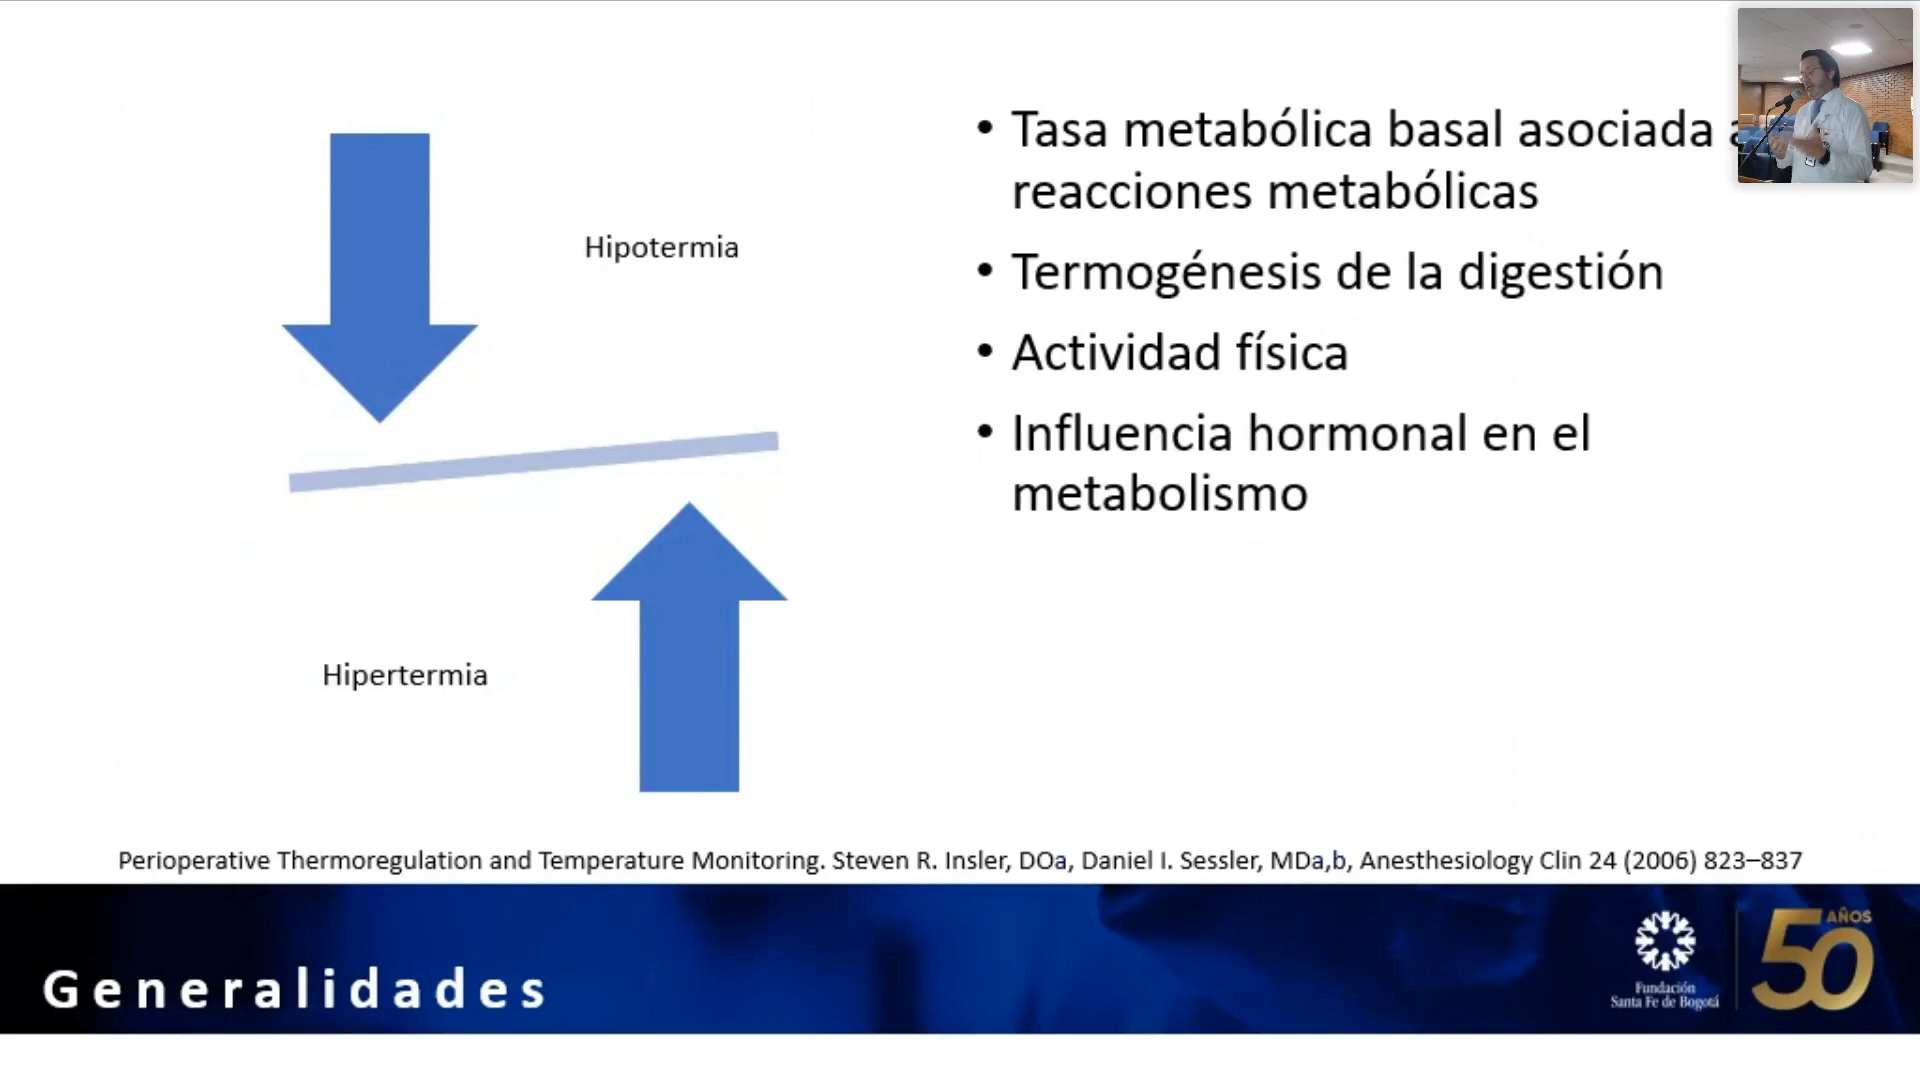 Hipotermia
Hipertermia
• Tasa metabólica basal asociada
reacciones metabólicas
• Termogénesis de la digestión
• Actividad física
• Influencia hormonal en el
metabolismo
Perioperative Thermoregulation and Temperature Monitoring. Steven R. Insler, DOa, Daniel I. Sessler, MDa,b, Anesthesiology Clin 24 (2006) 823–837
Generalidades
Fundación
Santa Fe de Bogotá
50 AÑOS